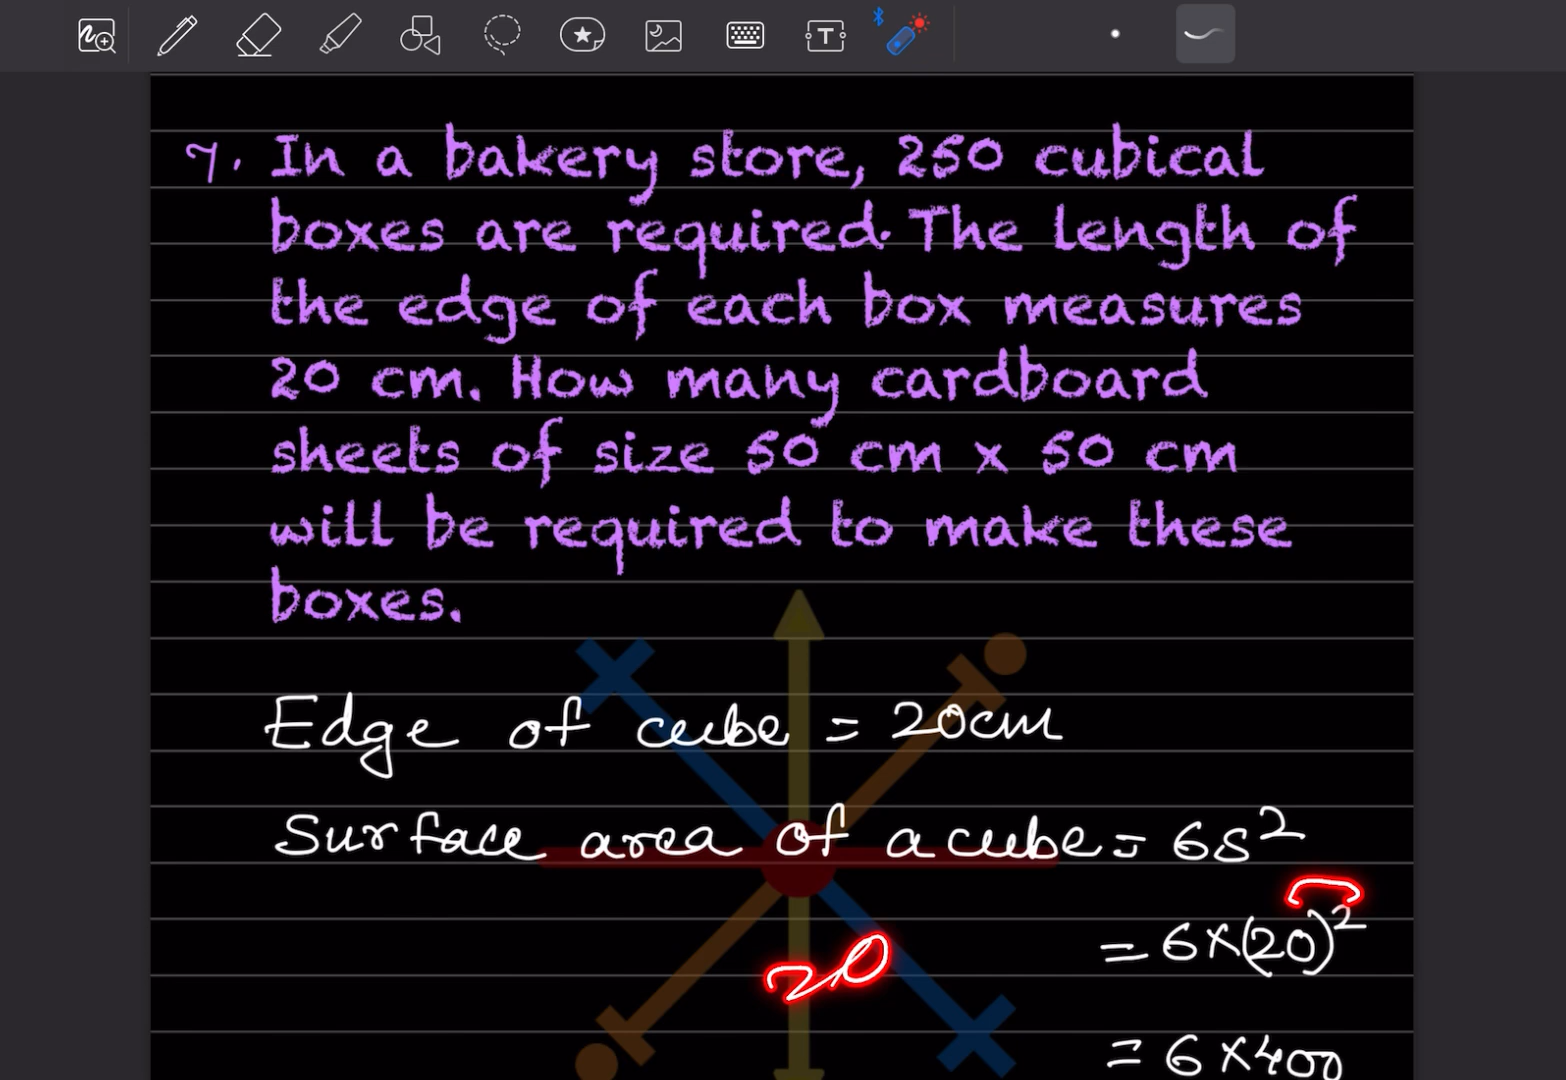 7. In a bakery store, 250 cubical
boxes are required. The length of
the edge of each box measures
20 cm. How many cardboard
sheets of size 50 cm x 50 cm
will be required to make these
boxes.
Edge of cube = 20cm
Surface area of a cube = 6s²
= 6×(20)²
20
= 6×400